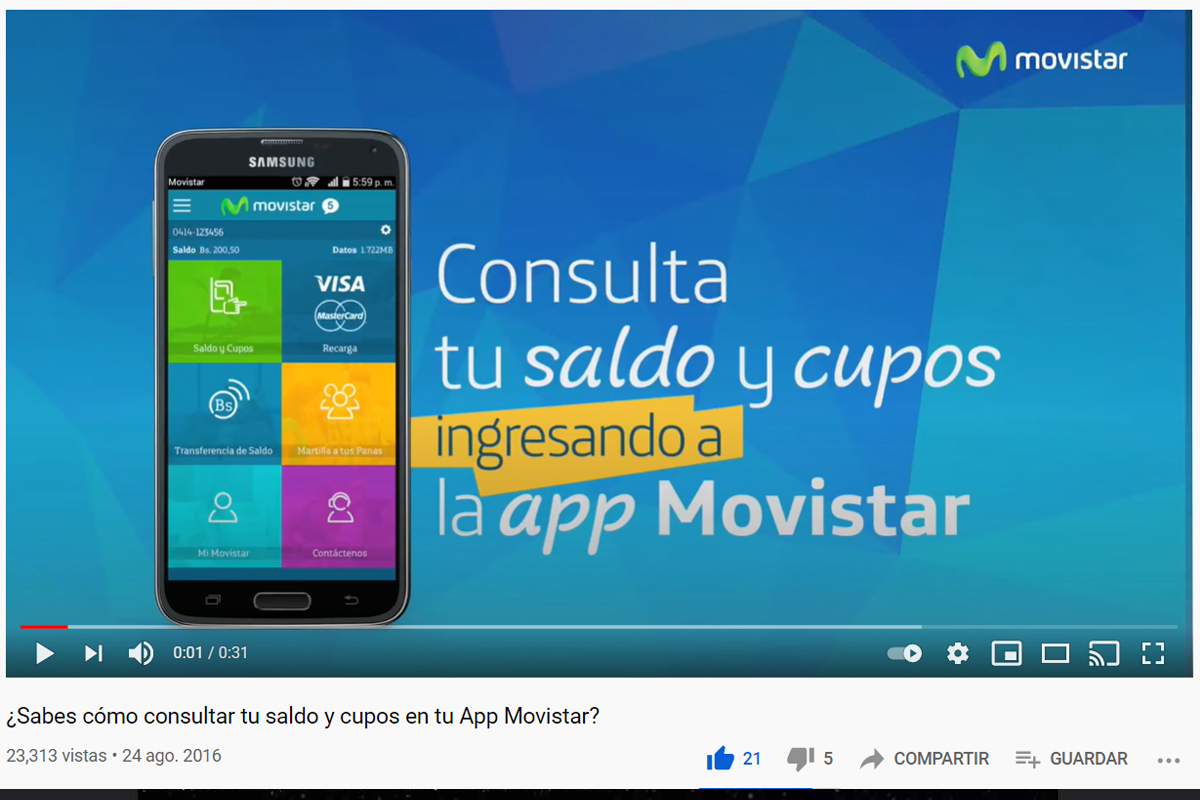 movistar
SAMSUNG
Movistar 5:59 p. m.
movistar 5
0414-123456
Saldo Bs. 200,50 Datos 1.722MB
VISA
MasterCard
Saldo y Cupos Recarga
Bs
Transferencia de Saldo Martilla a tus Panas
Mi Movistar Contáctenos
Consulta
tu saldo y cupos
ingresando a
la app Movistar
0:01 / 0:31
¿Sabes cómo consultar tu saldo y cupos en tu App Movistar?
23,313 vistas • 24 ago. 2016
21 5 COMPARTIR GUARDAR